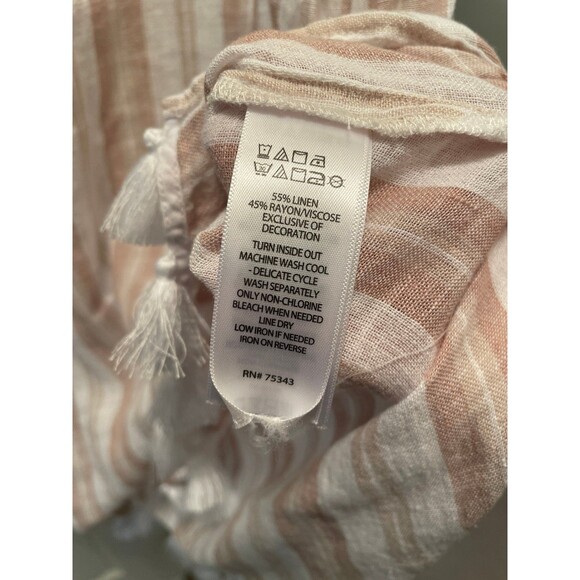 55% LINEN
45% RAYON/VISCOSE
EXCLUSIVE OF
DECORATION
TURN INSIDE OUT
MACHINE WASH COOL
- DELICATE CYCLE
WASH SEPARATELY
ONLY NON-CHLORINE
BLEACH WHEN NEEDED
LINE DRY
LOW IRON IF NEEDED
IRON ON REVERSE
RN# 75343